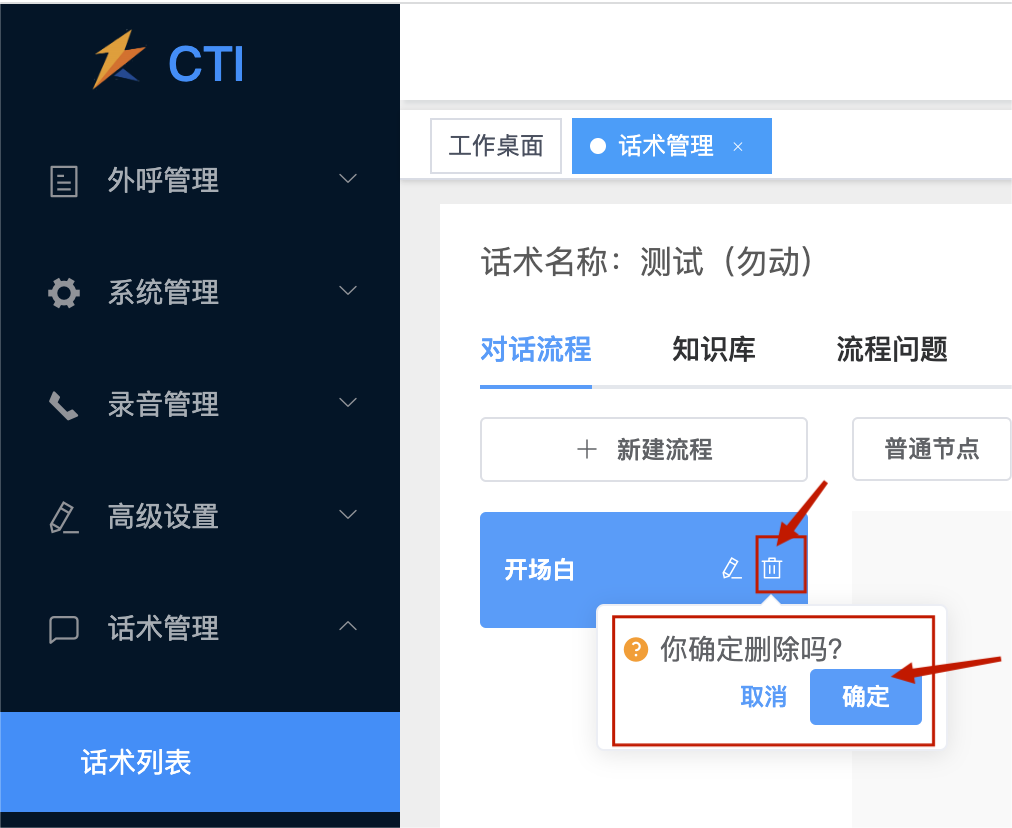 CTI
外呼管理
系统管理
录音管理
高级设置
话术管理
话术列表
工作桌面
话术管理 ×
话术名称：测试（勿动）
对话流程 知识库 流程问题
＋ 新建流程 普通节点
开场白
? 你确定删除吗?
取消 确定